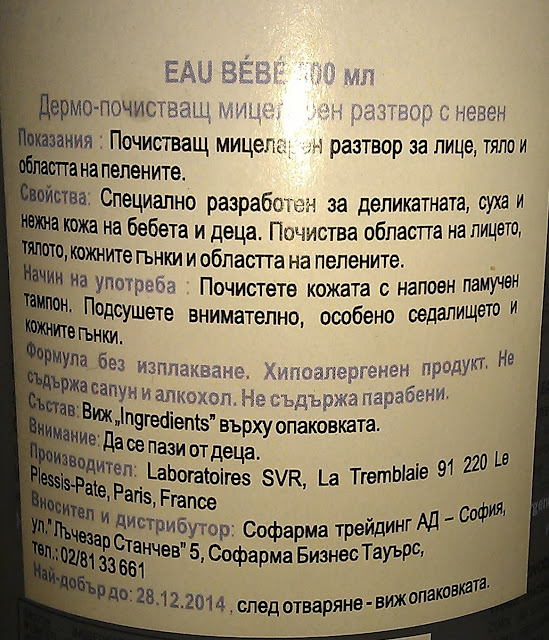 EAU BÉBÉ 00 мл
Дермо-почистващ мицеларен разтвор с невен
Показания : Почистващ мицеларен разтвор за лице, тяло и
областта на пелените.
Свойства: Специално разработен за деликатната, суха и
нежна кожа на бебета и деца. Почиства областта на лицето,
тялото, кожните гънки и областта на пелените.
Начин на употреба : Почистете кожата с напоен памучен
тампон. Подсушете внимателно, особено седалището и
кожните гънки.
Формула без изплакване. Хипоалергенен продукт. Не
съдържа сапун и алкохол. Не съдържа парабени.
Състав: Виж „Ingredients” върху опаковката.
Внимание: Да се пази от деца.
Производител: Laboratoires SVR, La Tremblaie 91 220 Le
Plessis-Pate, Paris, France
Вносител и дистрибутор: Софарма трейдинг АД – София,
ул.” Лъчезар Станчев” 5, Софарма Бизнес Тауърс,
тел.: 02/81 33 661
Най-добър до: 28.12.2014 , след отваряне - виж опаковката.